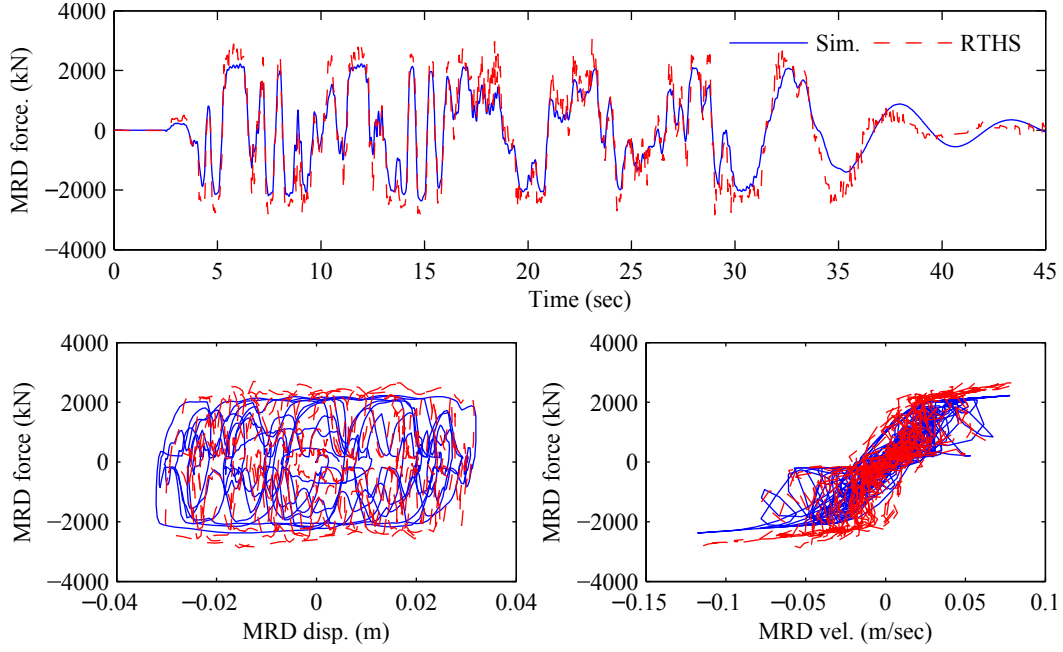 4000
2000
0
−2000
−4000
MRD force. (kN)
Sim.
RTHS
0 5 10 15 20 25 30 35 40 45
Time (sec)
4000
2000
0
−2000
−4000
MRD force (kN)
−0.04 −0.02 0 0.02 0.04
MRD disp. (m)
4000
2000
0
−2000
−4000
MRD force (kN)
−0.15 −0.1 −0.05 0 0.05 0.1
MRD vel. (m/sec)